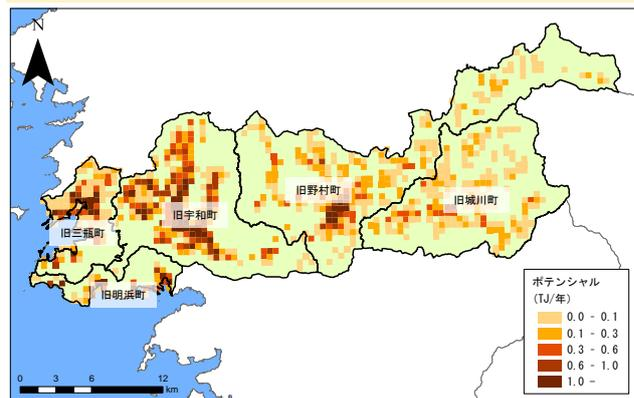 N
旧三瓶町
旧宇和町
旧野村町
旧城川町
旧明浜町
ポテンシャル
(TJ/年)
0.0 - 0.1
0.1 - 0.3
0.3 - 0.6
0.6 - 1.0
1.0 -
0 3 6 12
km